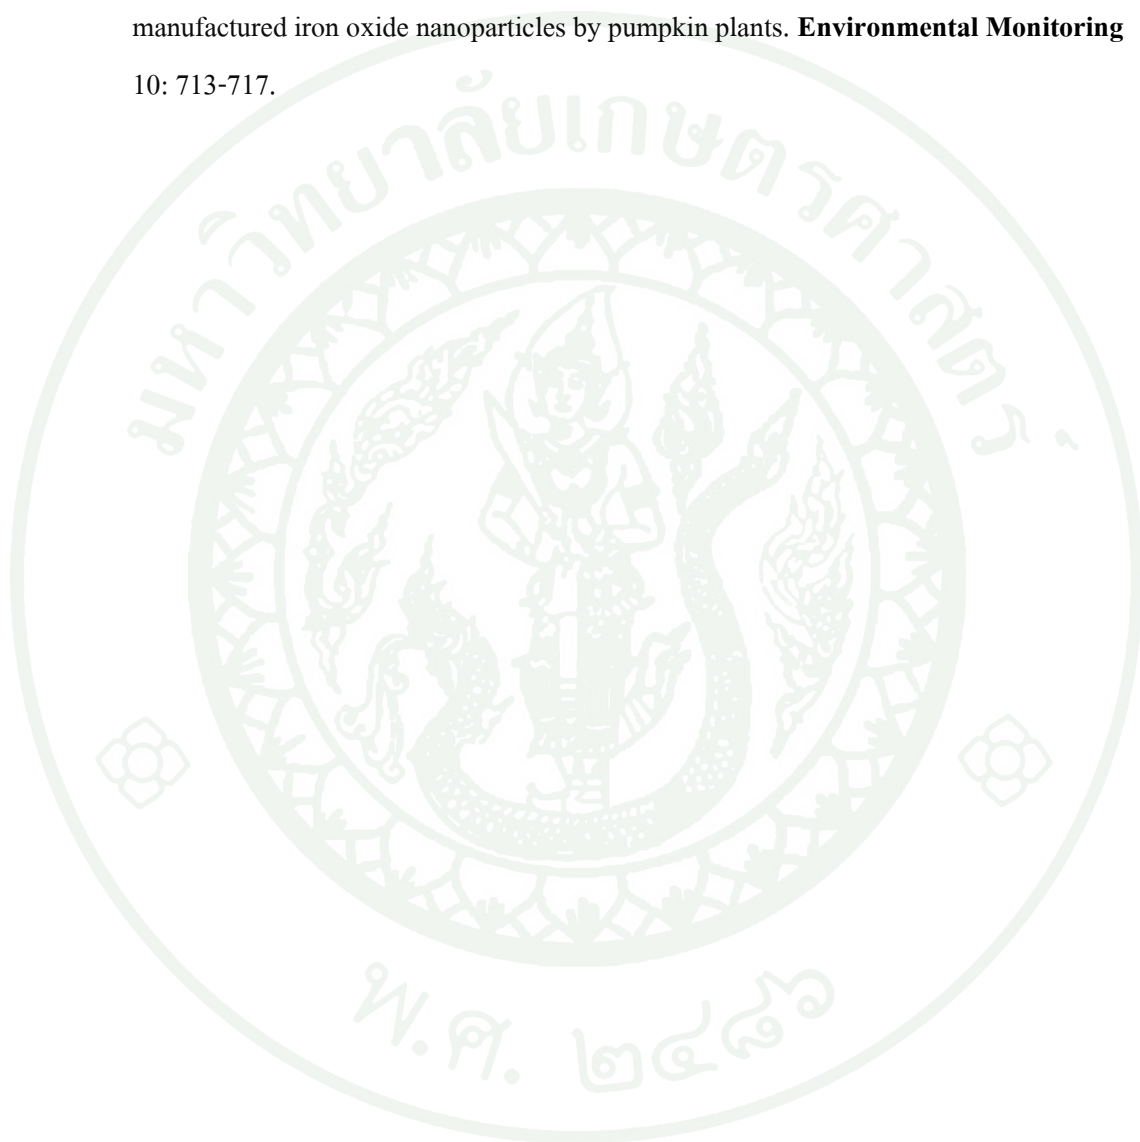 manufactured iron oxide nanoparticles by pumpkin plants. Environmental Monitoring
10: 713-717.
มหาวิทยาลัยเกษตรศาสตร์
พ.ศ. ๒๔๘๖